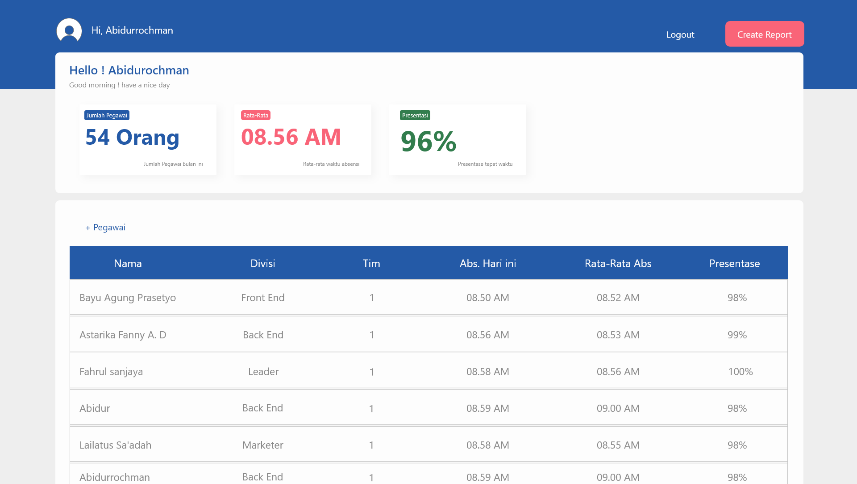 Hi, Abidurrochman
Logout
Create Report
Hello ! Abidurochman
Good morning ! have a nice day
Jumlah Pegawai
54 Orang
Jumlah Pegawai Bulan ini
Rata-Rata
08.56 AM
Rata-rata waktu absensi
Presentasi
96%
Presentase tepat waktu
+ Pegawai
Nama Divisi Tim Abs. Hari ini Rata-Rata Abs Presentase
Bayu Agung Prasetyo Front End 1 08.50 AM 08.52 AM 98%
Astarika Fanny A. D Back End 1 08.56 AM 08.53 AM 99%
Fahrul sanjaya Leader 1 08.58 AM 08.56 AM 100%
Abidur Back End 1 08.59 AM 09.00 AM 98%
Lailatus Sa'adah Marketer 1 08.58 AM 08.55 AM 98%
Abidurrochman Back End 1 08.59 AM 09.00 AM 98%